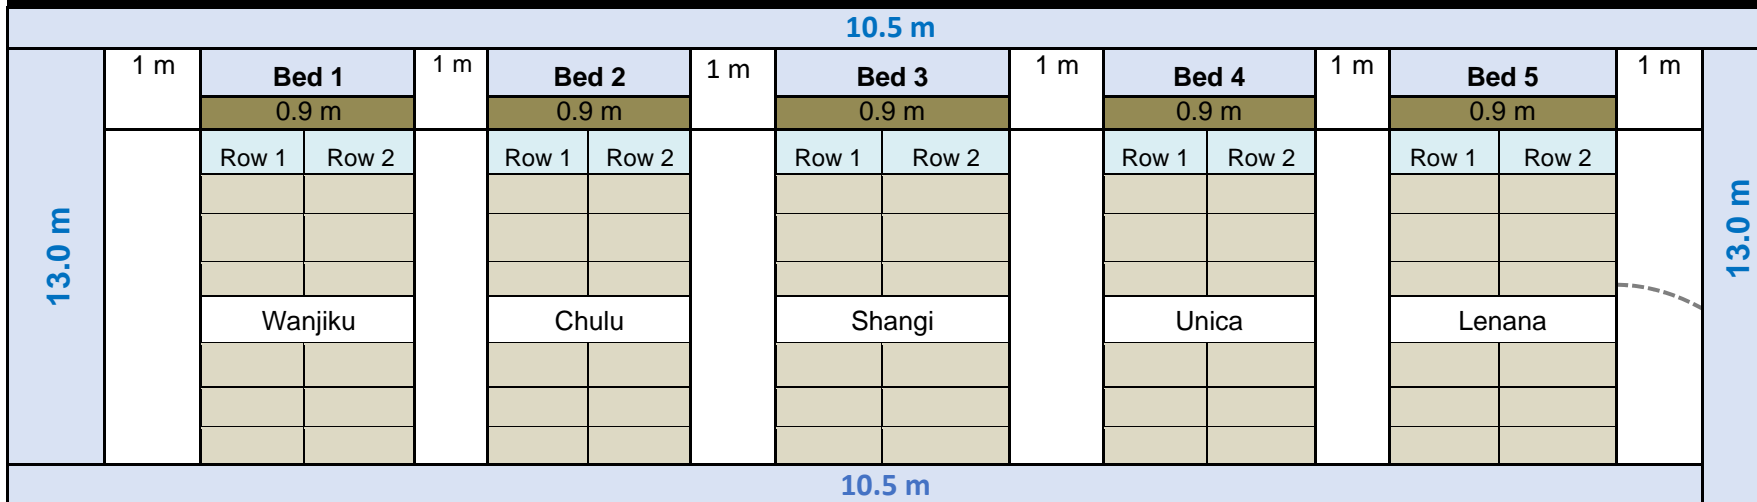 10.5 m
1 m Bed 1 1 m Bed 2 1 m Bed 3 1 m Bed 4 1 m Bed 5 1 m
0.9 m 0.9 m 0.9 m 0.9 m 0.9 m
Row 1 Row 2 Row 1 Row 2 Row 1 Row 2 Row 1 Row 2 Row 1 Row 2
13.0 m 13.0 m
Wanjiku Chulu Shangi Unica Lenana
10.5 m